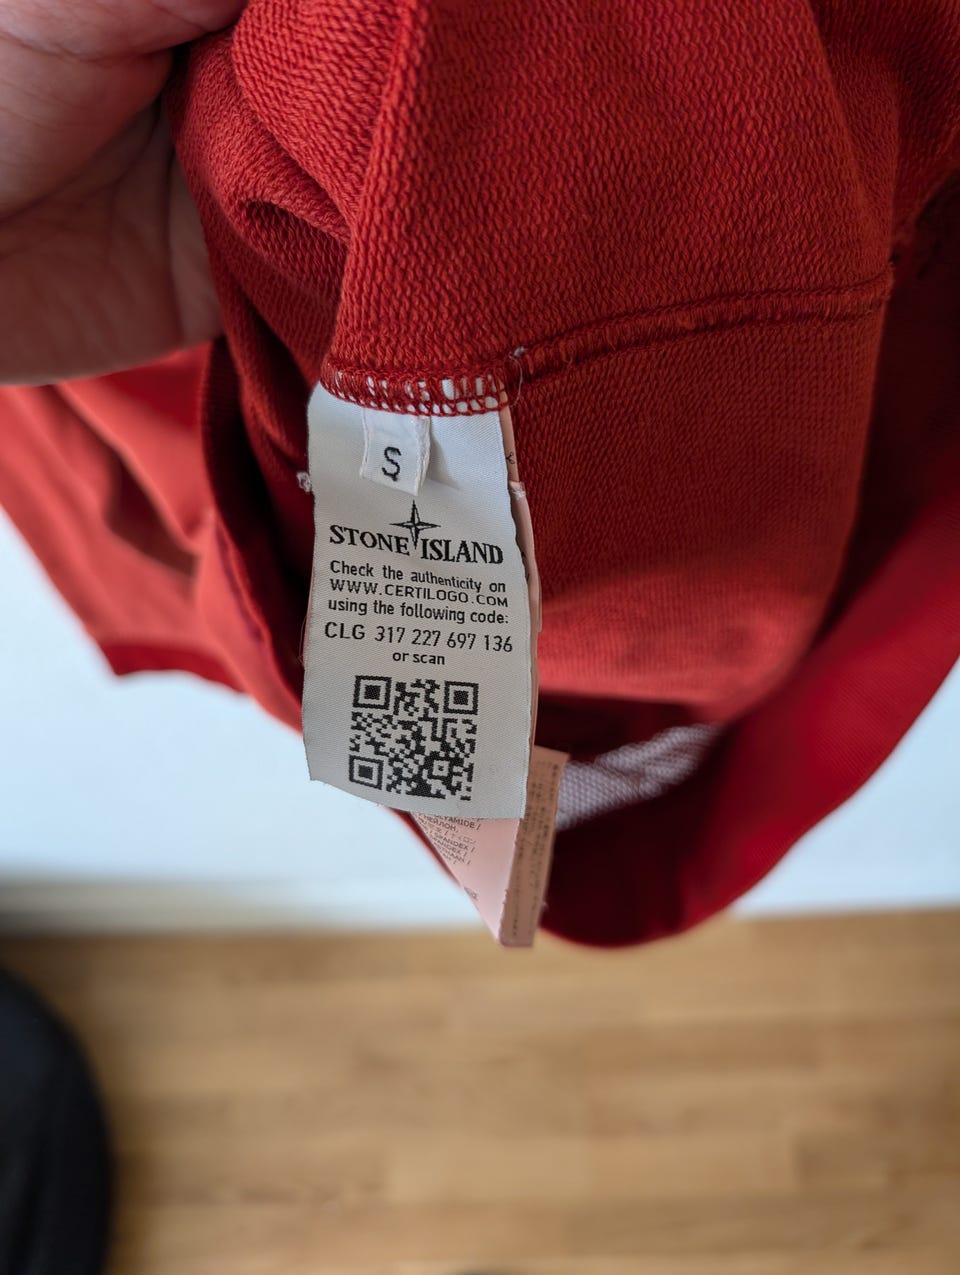 S
STONE ISLAND
Check the authenticity on
WWW.CERTILOGO.COM
using the following code:
CLG 317 227 697 136
or scan
SPANDEX /